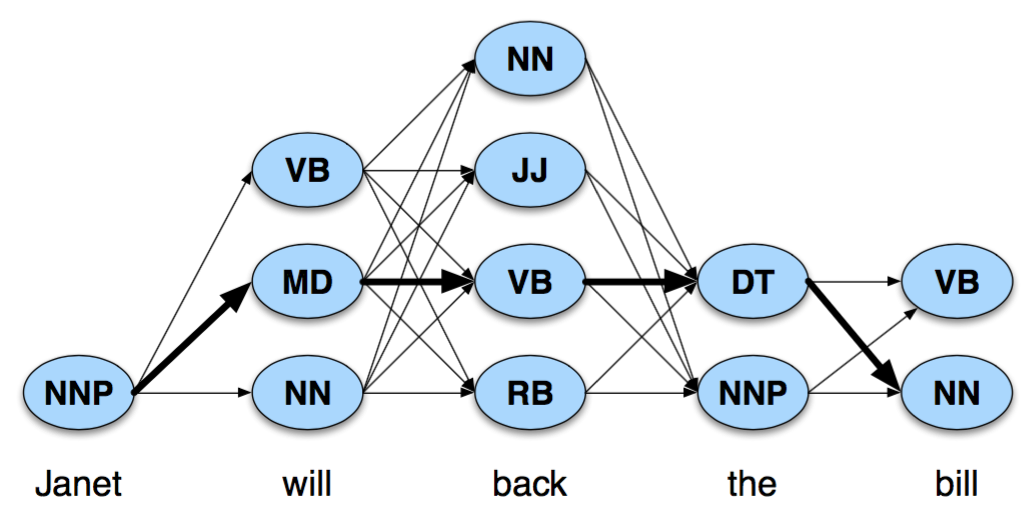 NN
VB JJ
MD VB DT VB
NNP NN RB NNP NN
Janet will back the bill